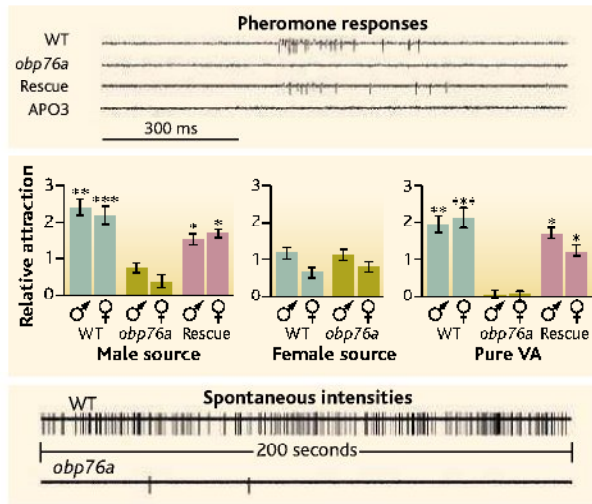 Pheromone responses
WT
obp76a
Rescue
APO3
300 ms
Relative attraction
3
2
1
0
** *** * *
♂ ♀ ♂ ♀ ♂ ♀
WT obp76a Rescue
Male source
3
2
1
0
♂ ♀ ♂ ♀
WT obp76a
Female source
3
2
1
0
** *** * *
♂ ♀ ♂ ♀ ♂ ♀
WT obp76a Rescue
Pure VA
Spontaneous intensities
WT
200 seconds
obp76a